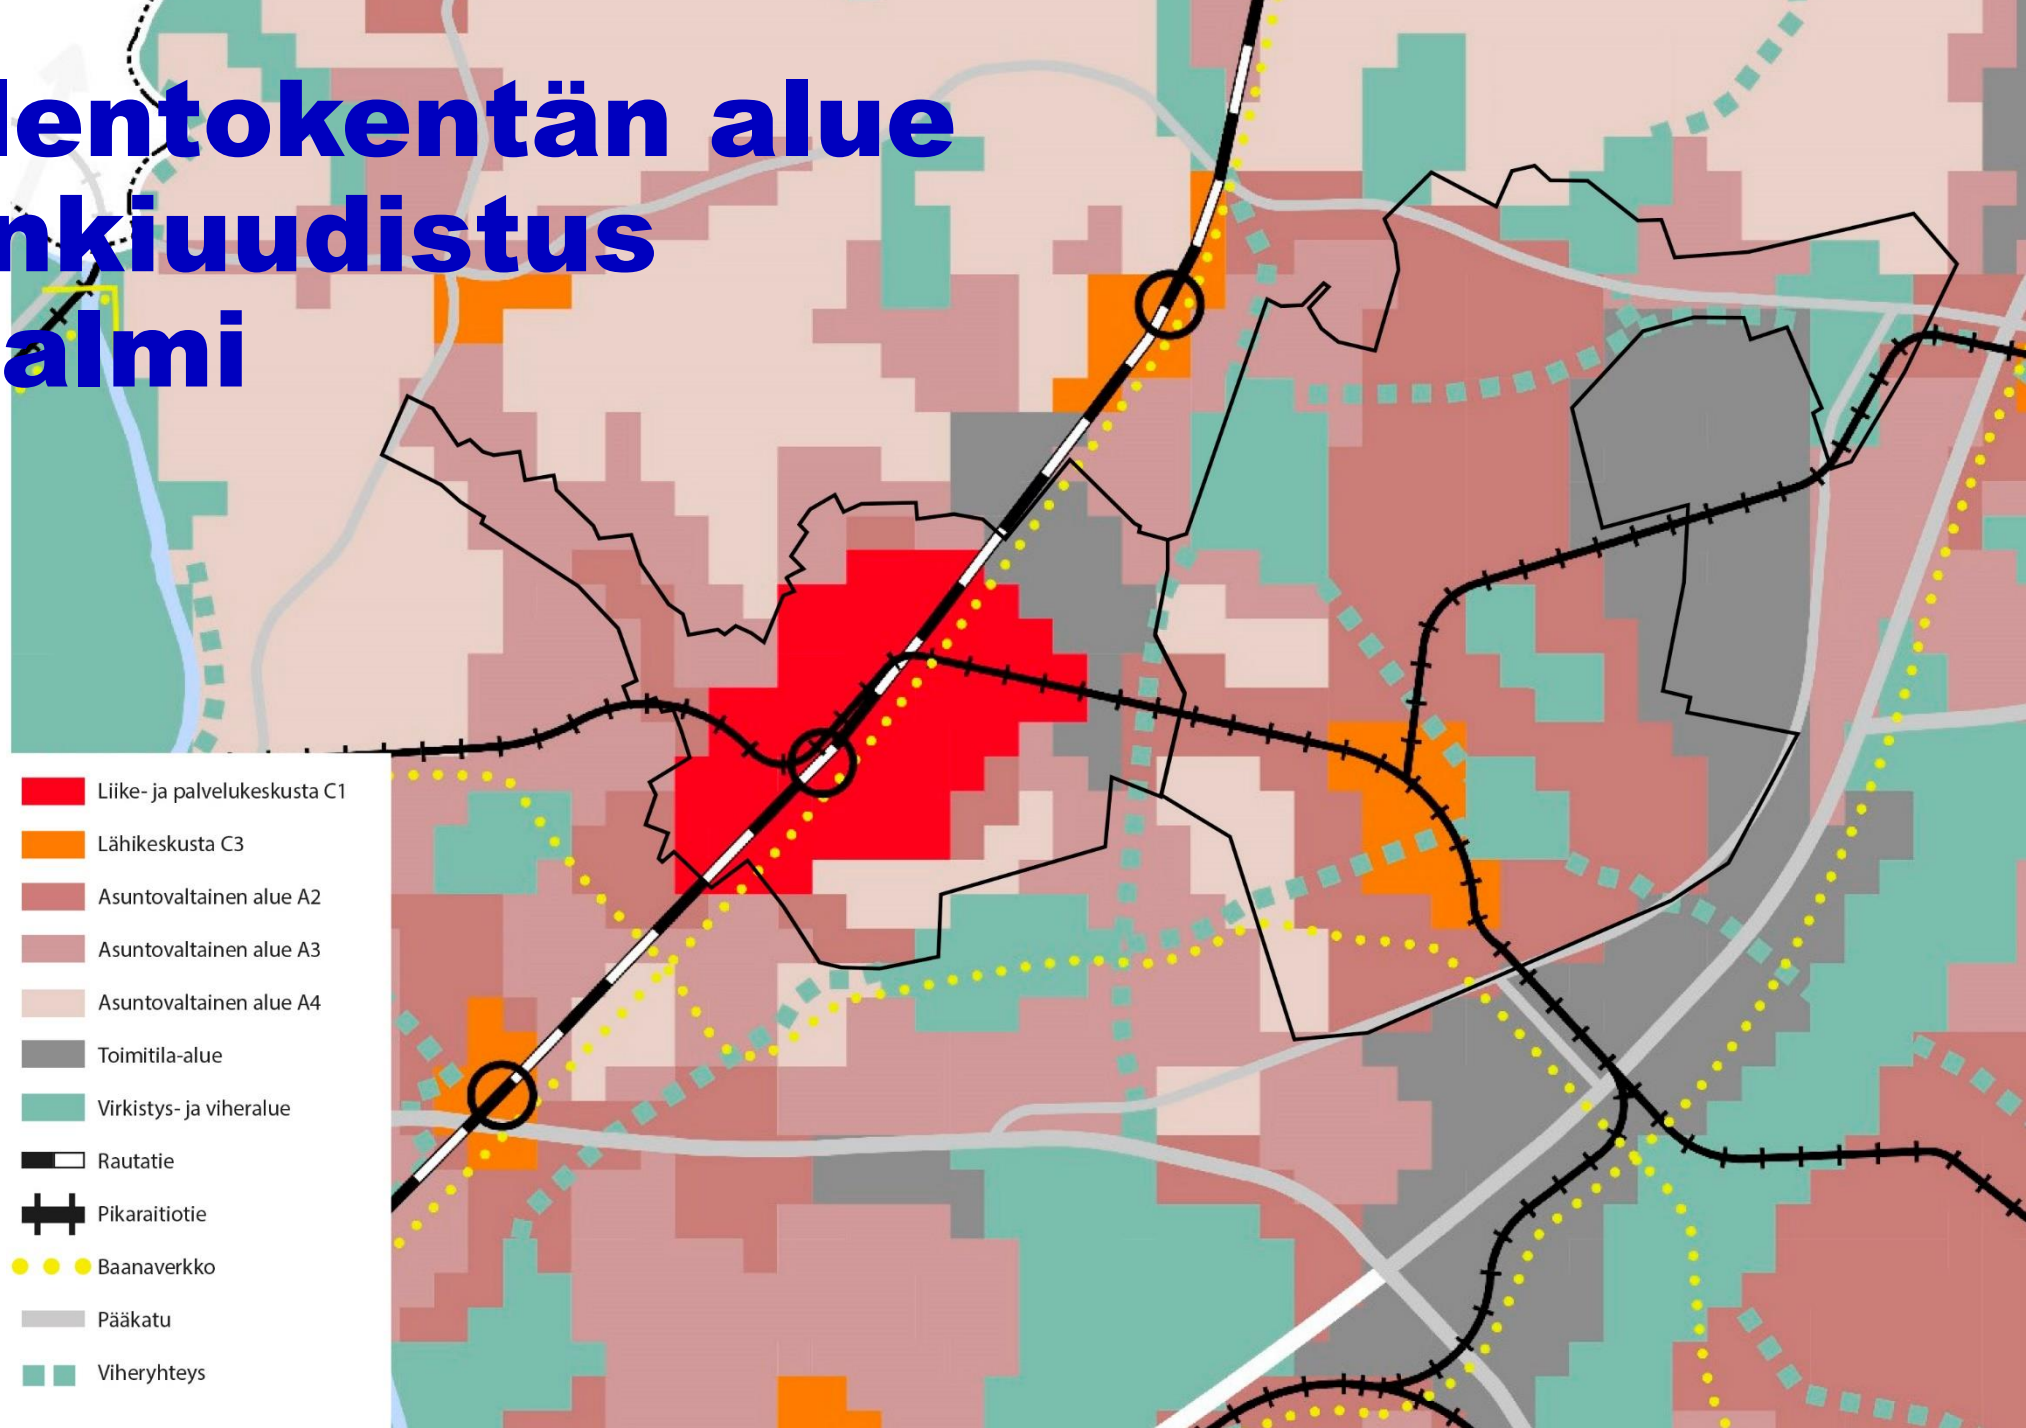 lentokentän alue
nkiuudistus
almi
Liike- ja palvelukeskusta C1
Lähikeskusta C3
Asuntovaltainen alue A2
Asuntovaltainen alue A3
Asuntovaltainen alue A4
Toimitila-alue
Virkistys- ja viheralue
Rautatie
Pikaraitiotie
Baanaverkko
Pääkatu
Viheryhteys